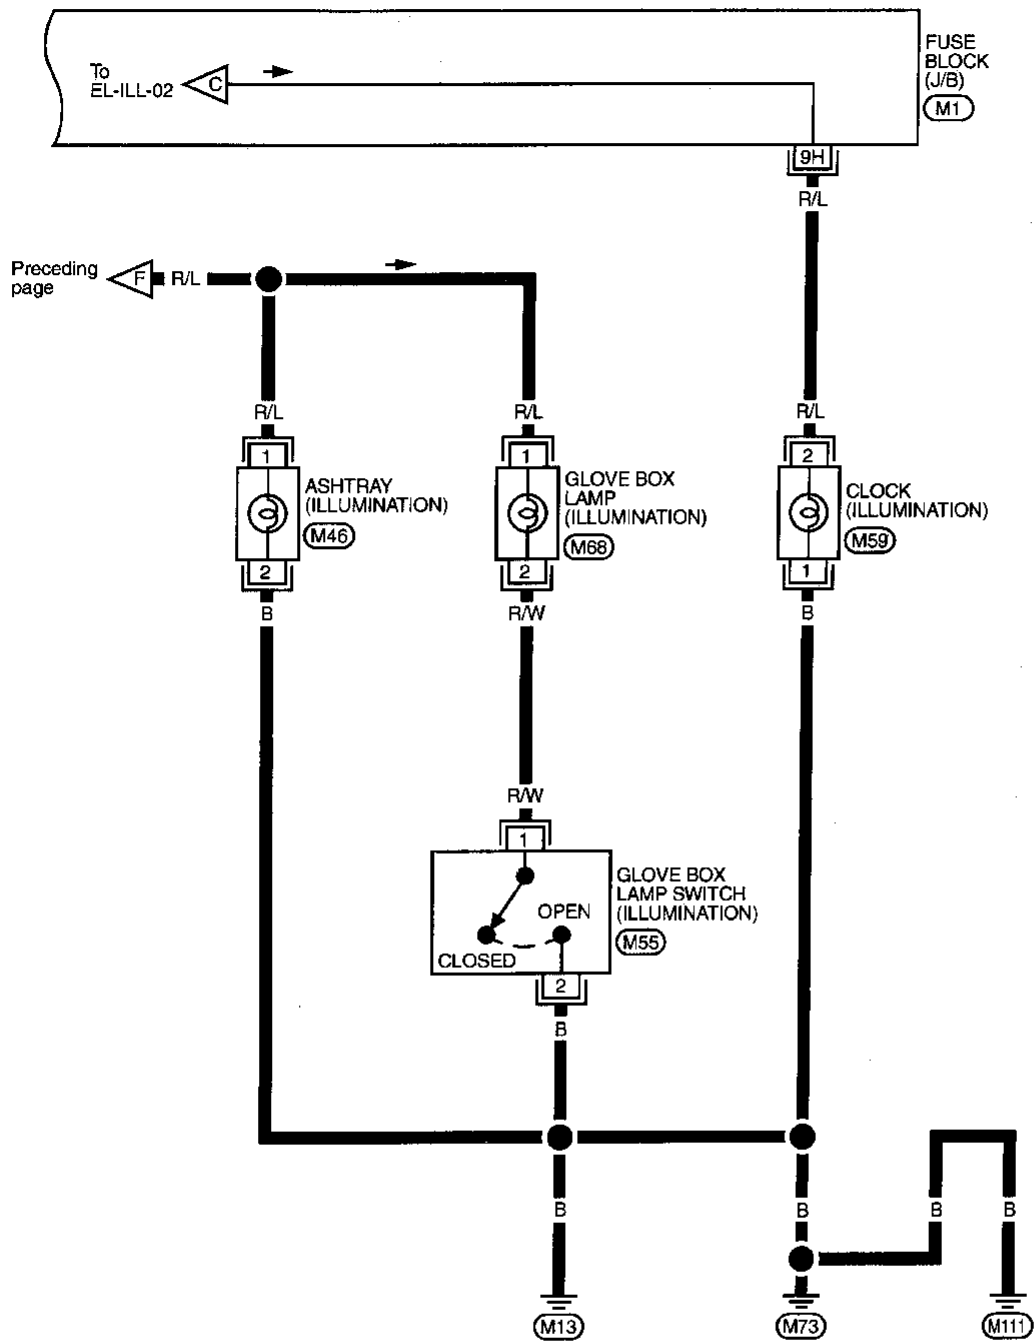 To
EL-ILL-02
C
FUSE
BLOCK
(J/B)
M1
9H
R/L
Preceding
page
F
R/L
R/L
R/L
R/L
1
1
2
ASHTRAY
(ILLUMINATION)
M46
GLOVE BOX
LAMP
(ILLUMINATION)
M68
CLOCK
(ILLUMINATION)
M59
2
2
1
B
R/W
B
R/W
1
GLOVE BOX
LAMP SWITCH
(ILLUMINATION)
M55
OPEN
CLOSED
2
B
B
B
B
B
M13
M73
M111